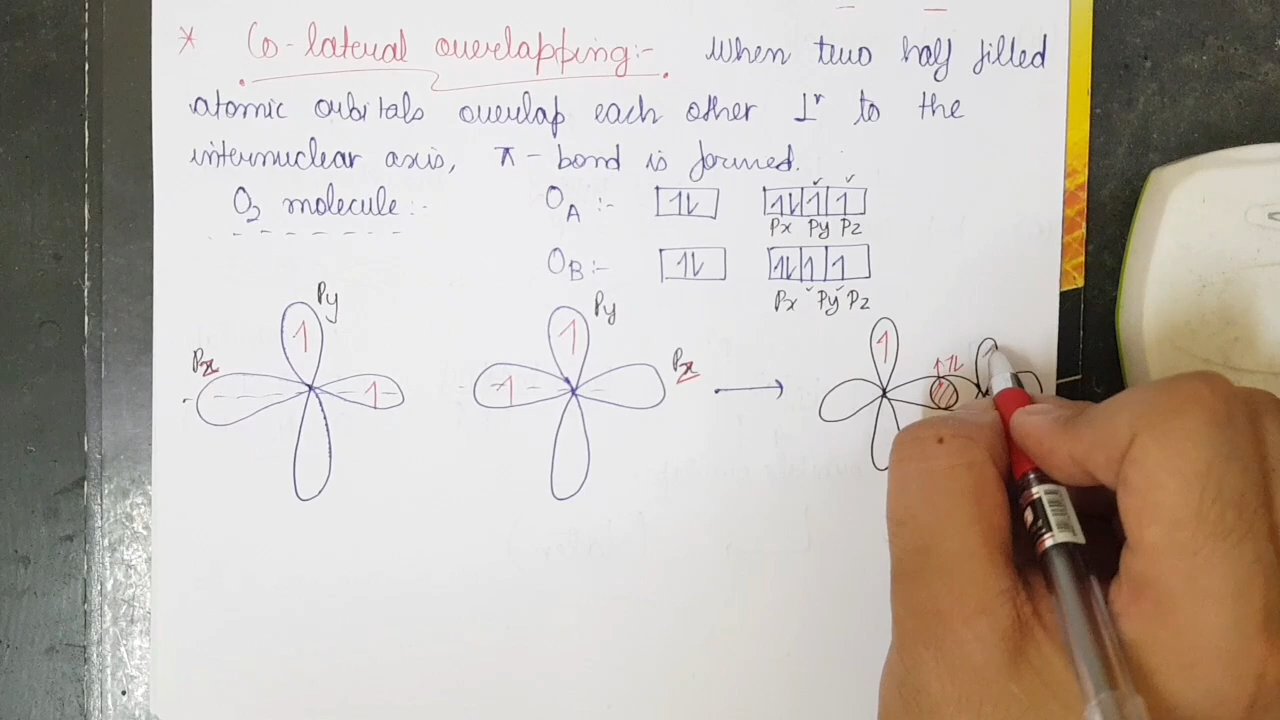 * Co-lateral overlapping:- When two half filled
atomic orbitals overlap each other ⊥r to the
internuclear axis, π-bond is formed.
O2 molecule:- OA :- 1↿⇂ 1↿⇂ 1 1
Px Py Pz
OB :- 1↿⇂ 1↿⇂ 1 1
Px Py Pz
Py Py
Px 1 1 1 1 Px 1 1 ↿⇂